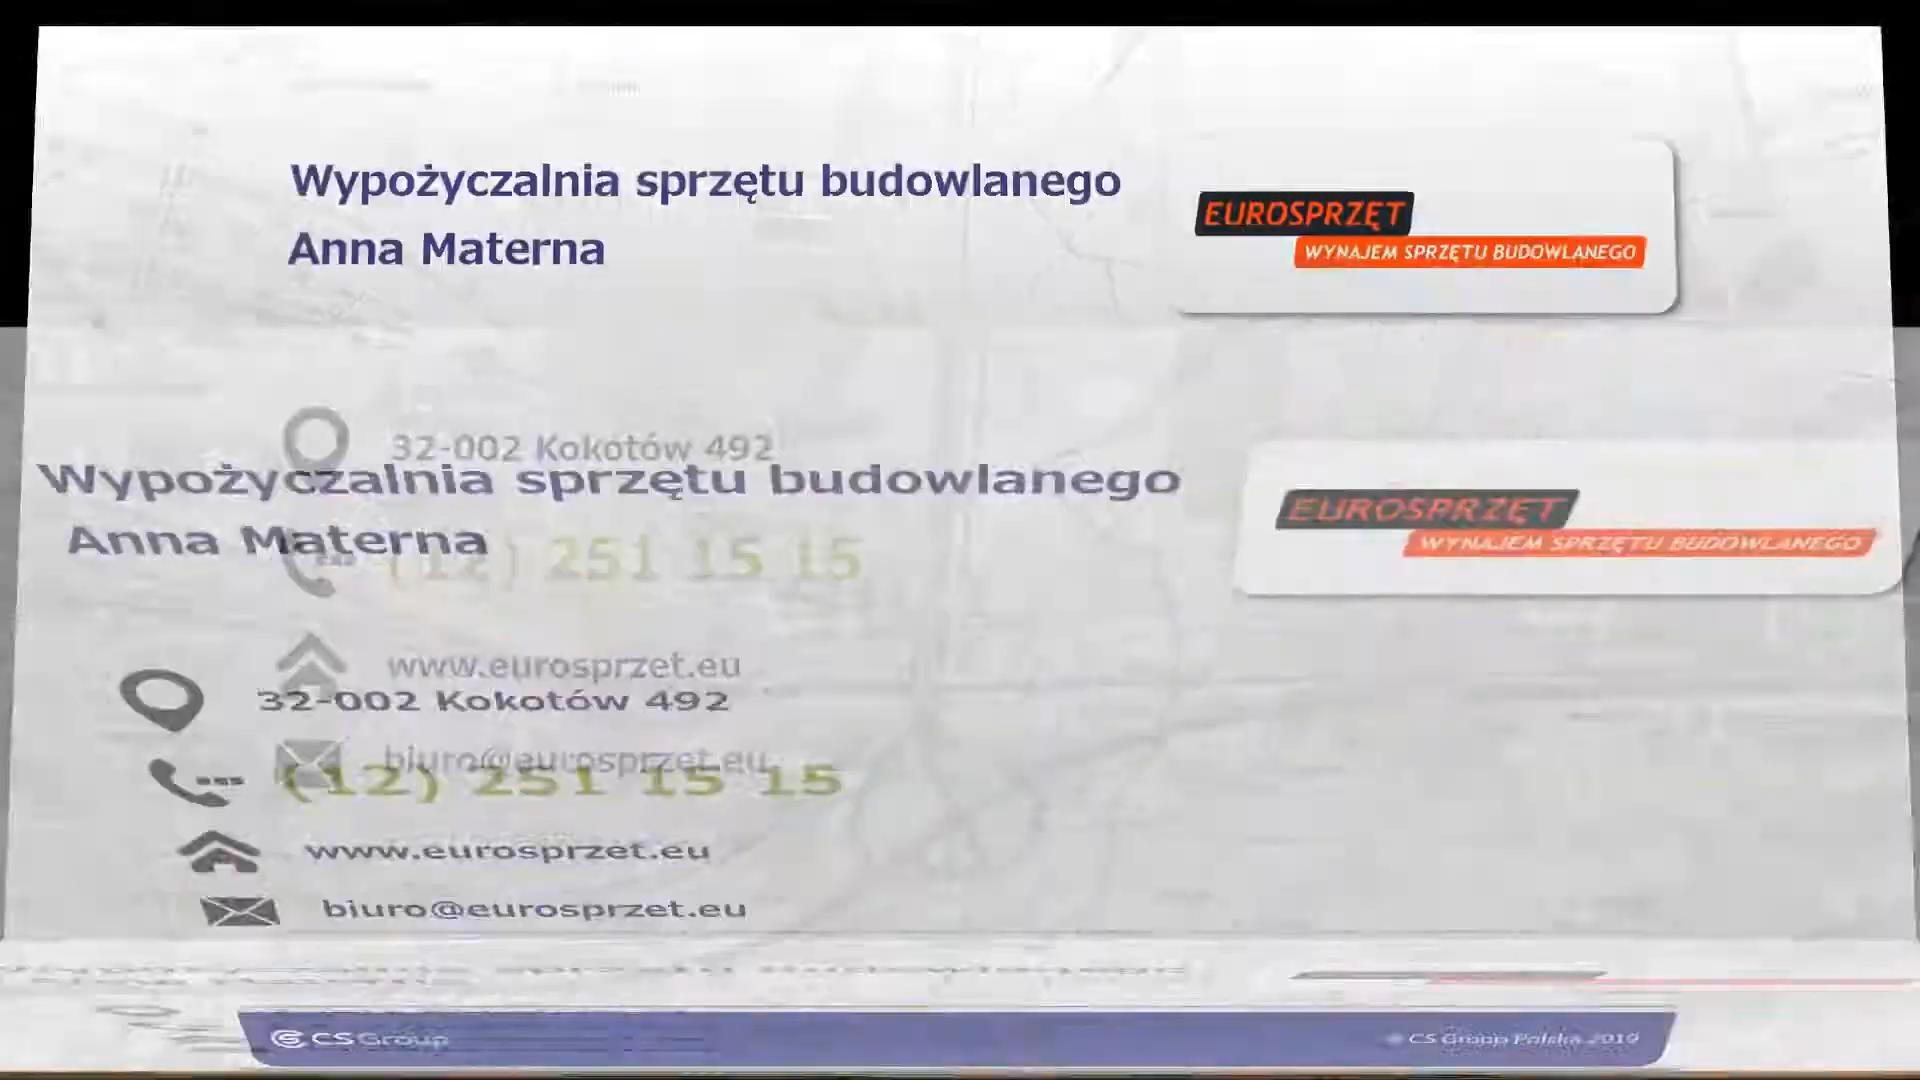 Wypożyczalnia sprzętu budowlanego
Anna Materna
EUROSPRZĘT
WYNAJEM SPRZĘTU BUDOWLANEGO
32-002 Kokotów 492
(12) 251 15 15
www.eurosprzet.eu
biuro@eurosprzet.eu
Wypożyczalnia sprzętu budowlanego
Anna Materna
EUROSPRZĘT
WYNAJEM SPRZĘTU BUDOWLANEGO
32-002 Kokotów 492
(12) 251 15 15
www.eurosprzet.eu
biuro@eurosprzet.eu
CS Group
© CS Group Polska 2019